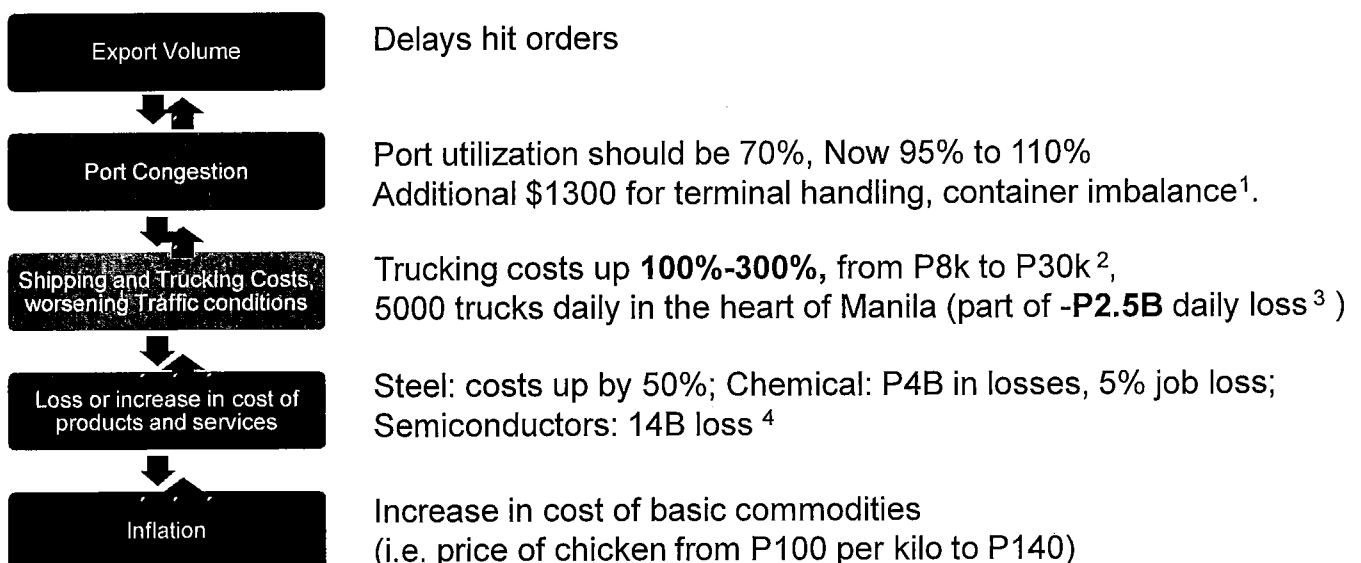 Export Volume
Delays hit orders
Port Congestion
Port utilization should be 70%, Now 95% to 110%
Additional $1300 for terminal handling, container imbalance¹.
Shipping and Trucking Costs,
worsening Traffic conditions
Trucking costs up 100%-300%, from P8k to P30k ²,
5000 trucks daily in the heart of Manila (part of -P2.5B daily loss ³ )
Loss or increase in cost of
products and services
Steel: costs up by 50%; Chemical: P4B in losses, 5% job loss;
Semiconductors: 14B loss ⁴
Inflation
Increase in cost of basic commodities
(i.e. price of chicken from P100 per kilo to P140)